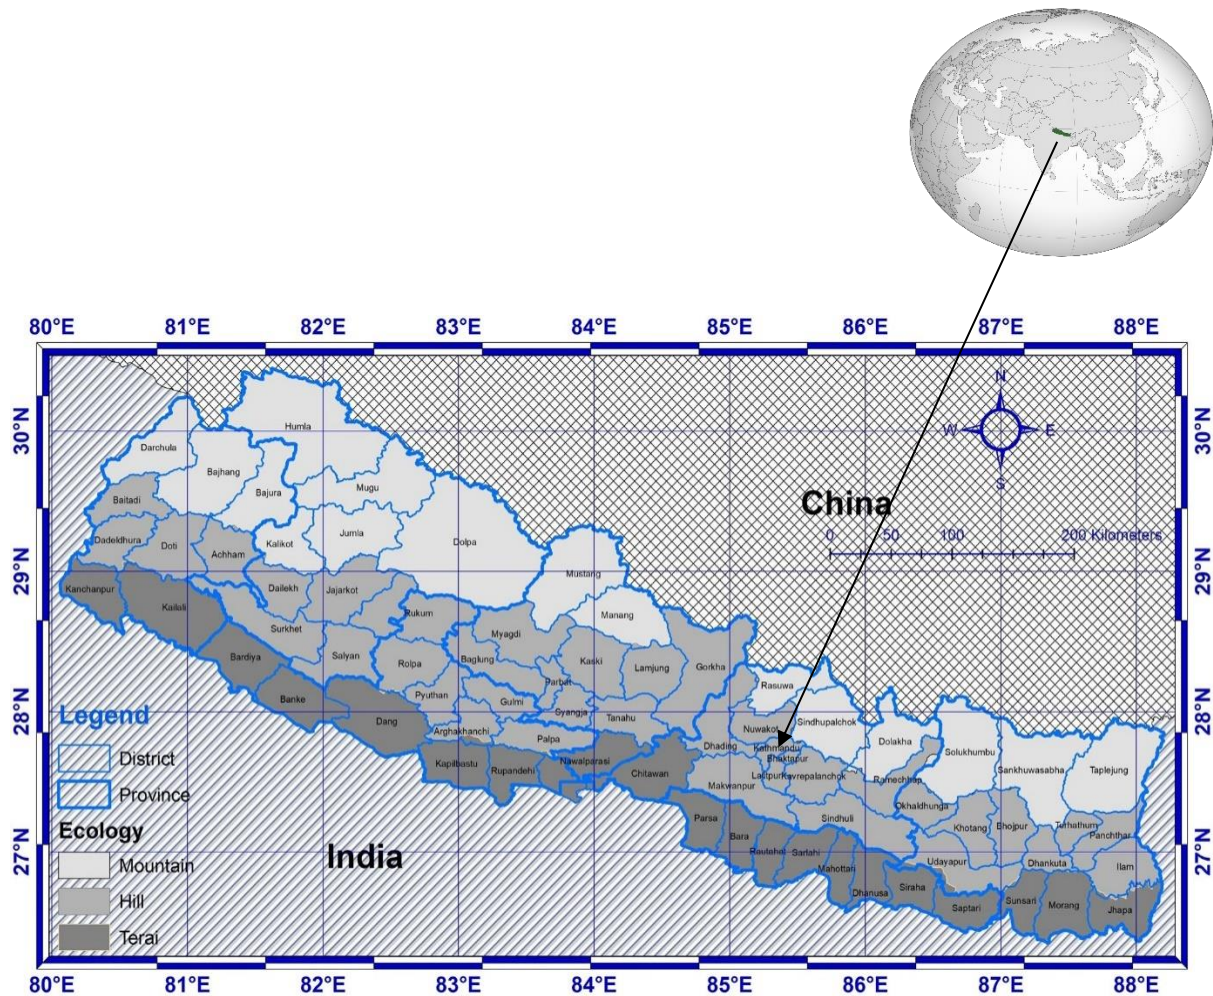 80°E 81°E 82°E 83°E 84°E 85°E 86°E 87°E 88°E
30°N 30°N
29°N 29°N
28°N 28°N
27°N 27°N
N
W E
S
China
0 50 100 200 Kilometers
Humla
Darchula
Bajhang
Bajura
Mugu
Baitadi
Dadeldhura
Doti
Achham
Kalikot
Jumla
Dolpa
Mustang
Manang
Kanchanpur
Kailali
Dailekh
Jajarkot
Rukum
Surkhet
Salyan
Myagdi
Bardiya
Rolpa
Baglung
Kaski
Lamjung
Gorkha
Parbat
Banke
Pyuthan
Gulmi
Syangja
Tanahu
Rasuwa
Sindhupalchok
Dang
Arghakhanchi
Palpa
Nuwakot
Dhading
Kathmandu
Bhaktapur
Dolakha
Solukhumbu
Kapilbastu
Rupandehi
Nawalparasi
Chitawan
Lalitpur
Kavrepalanchok
Ramechhap
Sankhuwasabha
Taplejung
Makwanpur
Okhaldhunga
Sindhuli
Khotang
Bhojpur
Terhathum
Panchthar
Parsa
Bara
Rautahat
Sarlahi
Mahottari
Dhanusa
Siraha
Saptari
Udayapur
Dhankuta
Ilam
Sunsari
Morang
Jhapa
India
Legend
District
Province
Ecology
Mountain
Hill
Terai
80°E 81°E 82°E 83°E 84°E 85°E 86°E 87°E 88°E